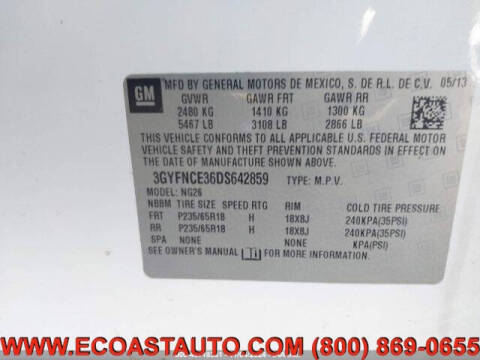 GM
MFD BY GENERAL MOTORS DE MEXICO, S. DE R.L. DE C.V. 05/13
GVWR GAWR FRT GAWR RR
2480 KG 1410 KG 1300 KG
5467 LB 3108 LB 2866 LB
THIS VEHICLE CONFORMS TO ALL APPLICABLE U.S. FEDERAL MOTOR
VEHICLE SAFETY AND THEFT PREVENTION STANDARDS IN EFFECT ON
THE DATE OF MANUFACTURE SHOWN ABOVE.
3GYFNCE36DS642859 TYPE: M.P.V.
MODEL: NG26
NBBM TIRE SIZE SPEED RTG RIM COLD TIRE PRESSURE
FRT P235/65R18 H 18X8J 240KPA(35PSI)
RR P235/65R18 H 18X8J 240KPA(35PSI)
SPA NONE NONE KPA(PSI)
SEE OWNER'S MANUAL FOR MORE INFORMATION.
WWW.ECOASTAUTO.COM (800) 869-0655